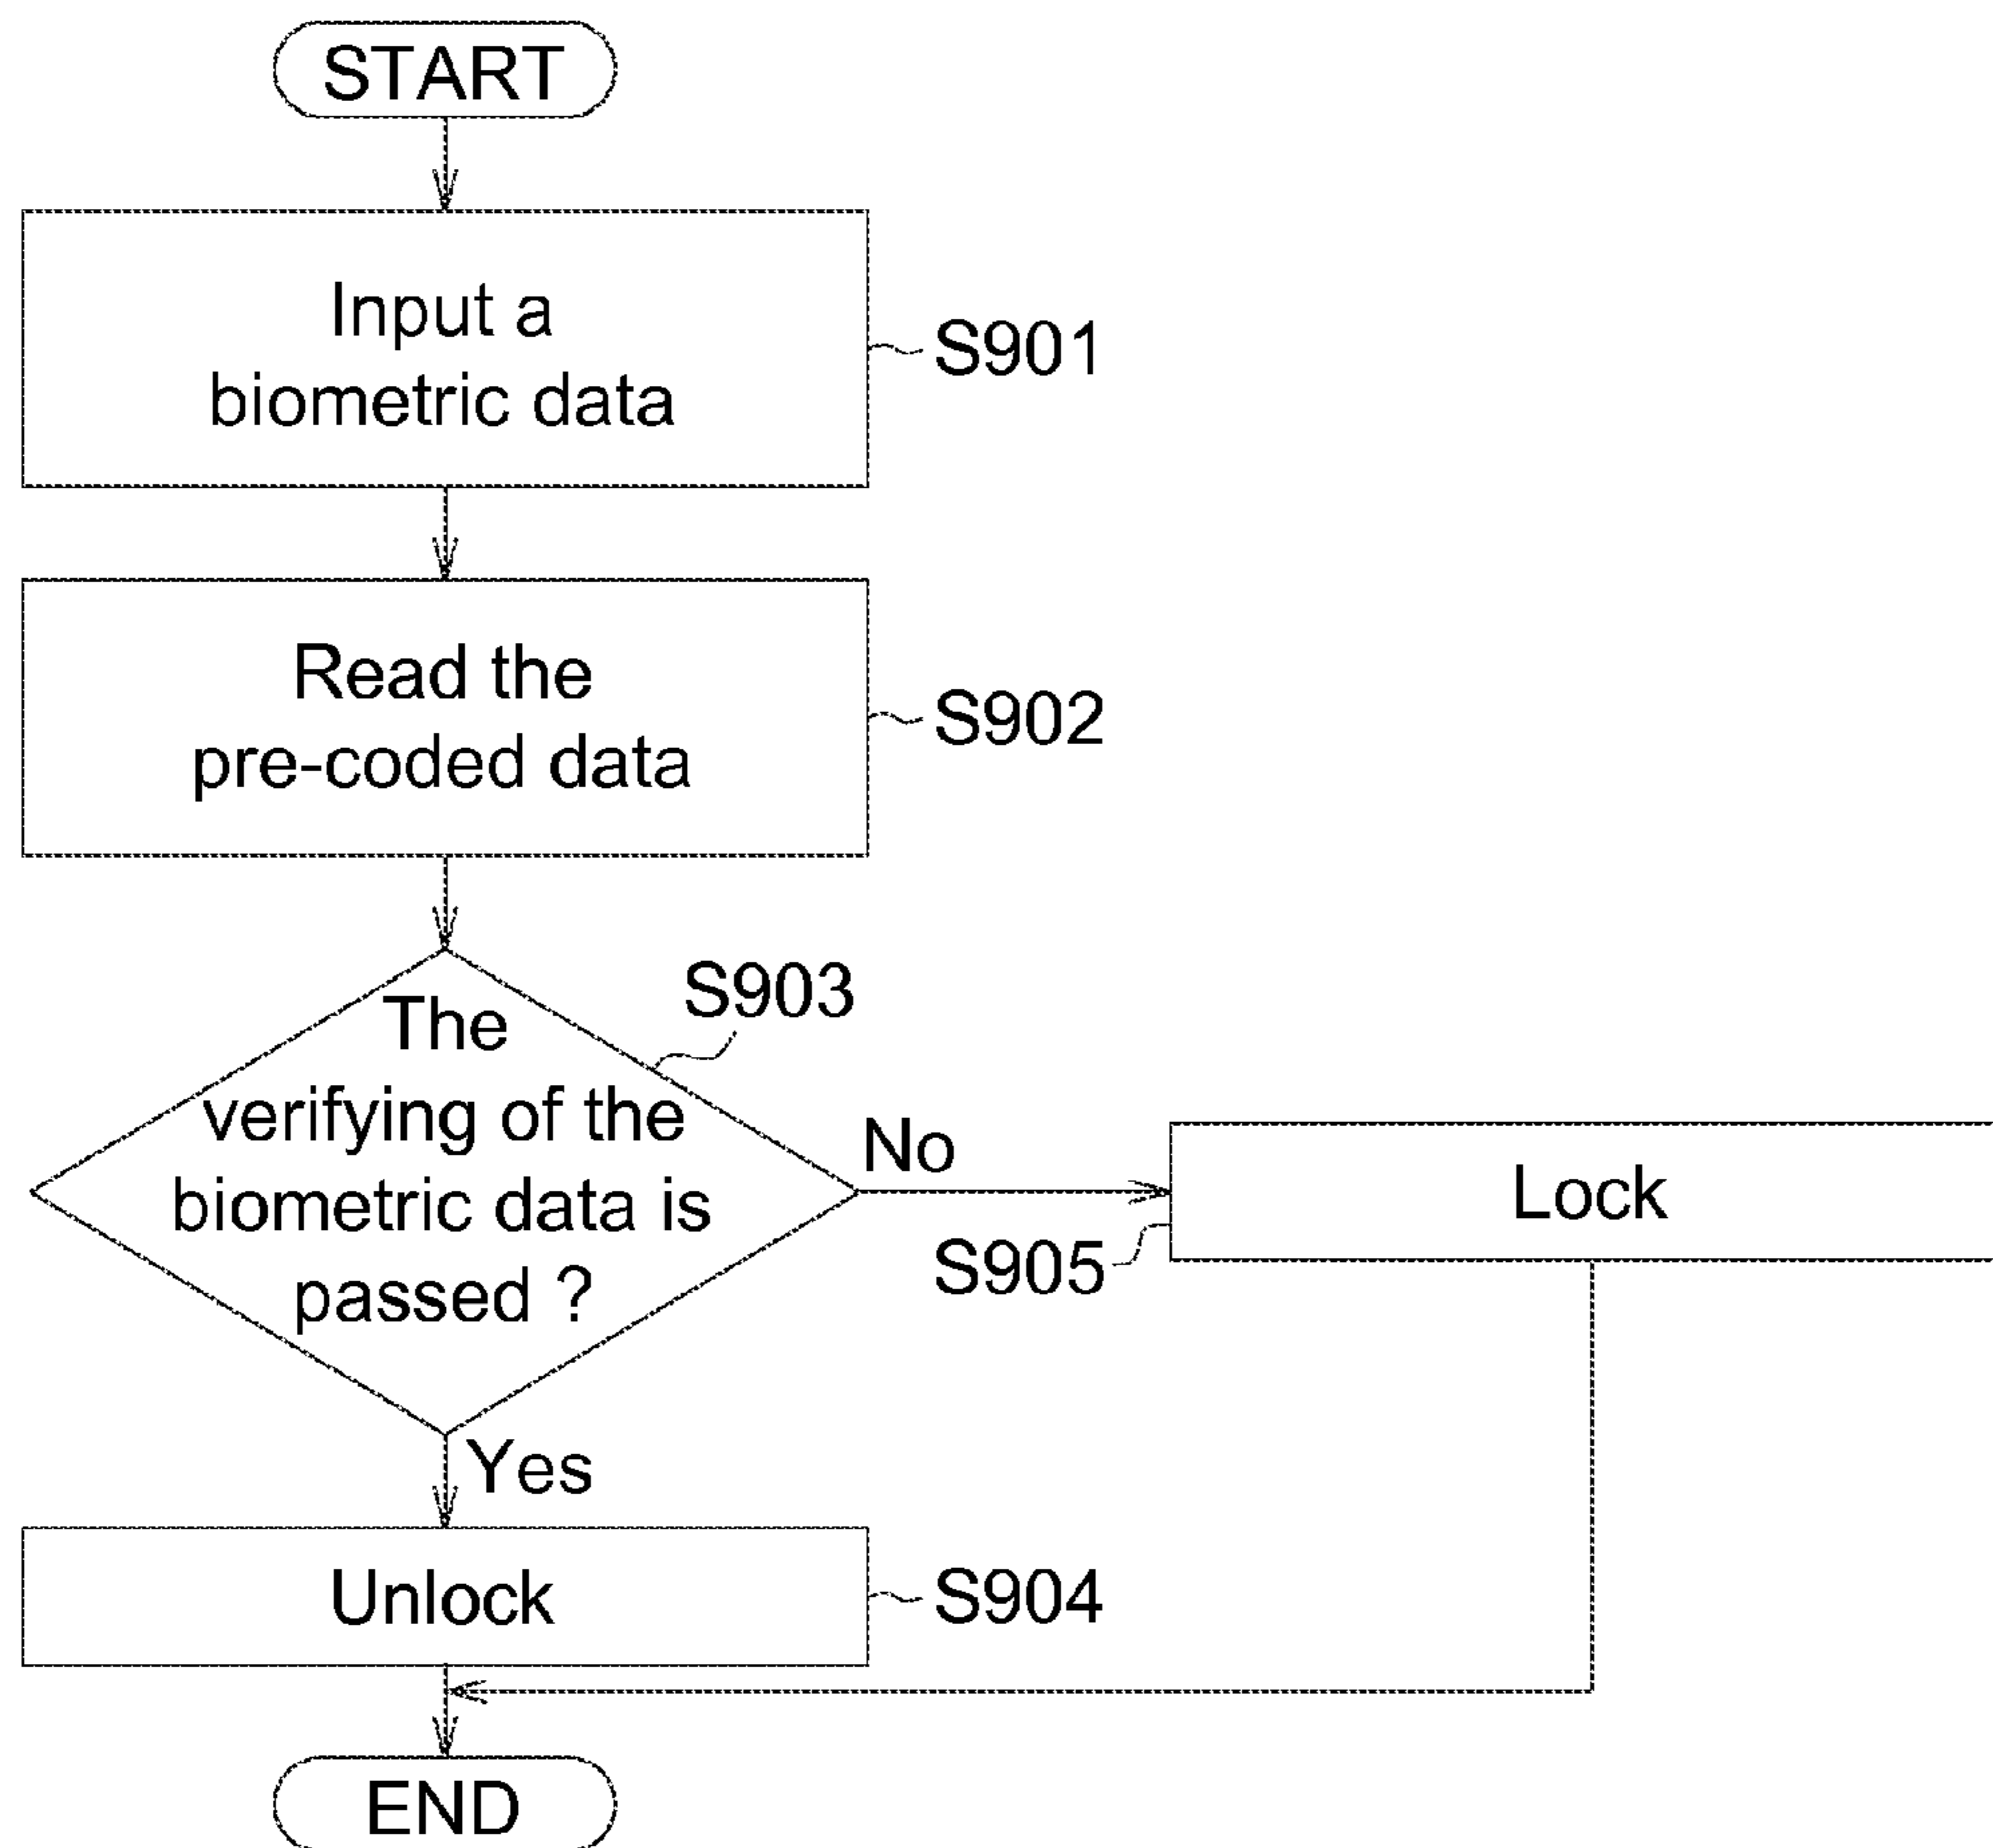 START
Input a
biometric data
S901
Read the
pre-coded data
S902
S903
The
verifying of the
biometric data is
passed ?
No
Lock
S905
Yes
Unlock
S904
END